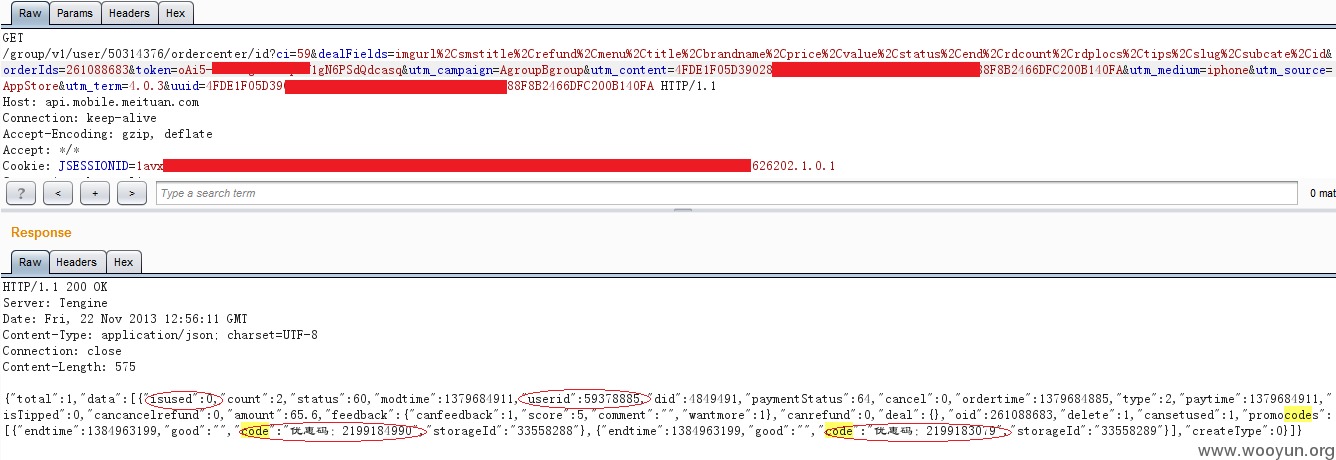 Raw Params Headers Hex
GET
/group/v1/user/50314376/ordercenter/id?ci=59&dealFields=imgurl%2Csmstitle%2Crefund%2Cmenu%2Ctitle%2Cbrandname%2Cprice%2Cvalue%2Cstatus%2Cend%2Crdcount%2Crdplocs%2Ctips%2Cslug%2Csubcate%2Cid&
orderIds=261088683&token=oAi5- 1gN6PSdQdcasq&utm_campaign=AgroupBgroup&utm_content=4FDE1F05D39028 88F8B2466DFC200B140FA&utm_medium=iphone&utm_source=
AppStore&utm_term=4.0.3&uuid=4FDE1F05D39 88F8B2466DFC200B140FA HTTP/1.1
Host: api.mobile.meituan.com
Connection: keep-alive
Accept-Encoding: gzip, deflate
Accept: */*
Cookie: JSESSIONID=1avx 626202.1.0.1
? < + > Type a search term 0 mat
Response
Raw Headers Hex
HTTP/1.1 200 OK
Server: Tengine
Date: Fri, 22 Nov 2013 12:56:11 GMT
Content-Type: application/json; charset=UTF-8
Connection: close
Content-Length: 575
{"total":1,"data":[{"isused":0,"count":2,"status":60,"modtime":1379684911,"userid":59378885,"did":4849491,"paymentStatus":64,"cancel":0,"ordertime":1379684885,"type":2,"paytime":1379684911,"
isTipped":0,"cancancelrefund":0,"amount":65.6,"feedback":{"canfeedback":1,"score":5,"comment":"","wantmore":1},"canrefund":0,"deal":{},"oid":261088683,"delete":1,"cansetused":1,"promocodes":
[{"endtime":1384963199,"good":"","code":"优惠码: 2199184990","storageId":"33558288"},{"endtime":1384963199,"good":"","code":"优惠码: 2199183079","storageId":"33558289"}],"createType":0}]}
www.wooyun.org